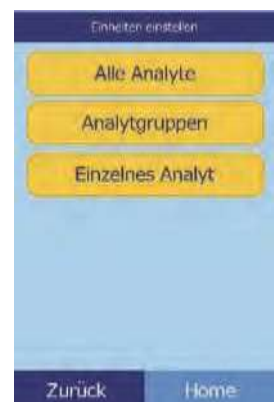 Einheiten einstellen
Alle Analyte
Analytgruppen
Einzelnes Analyt
Zurück Home